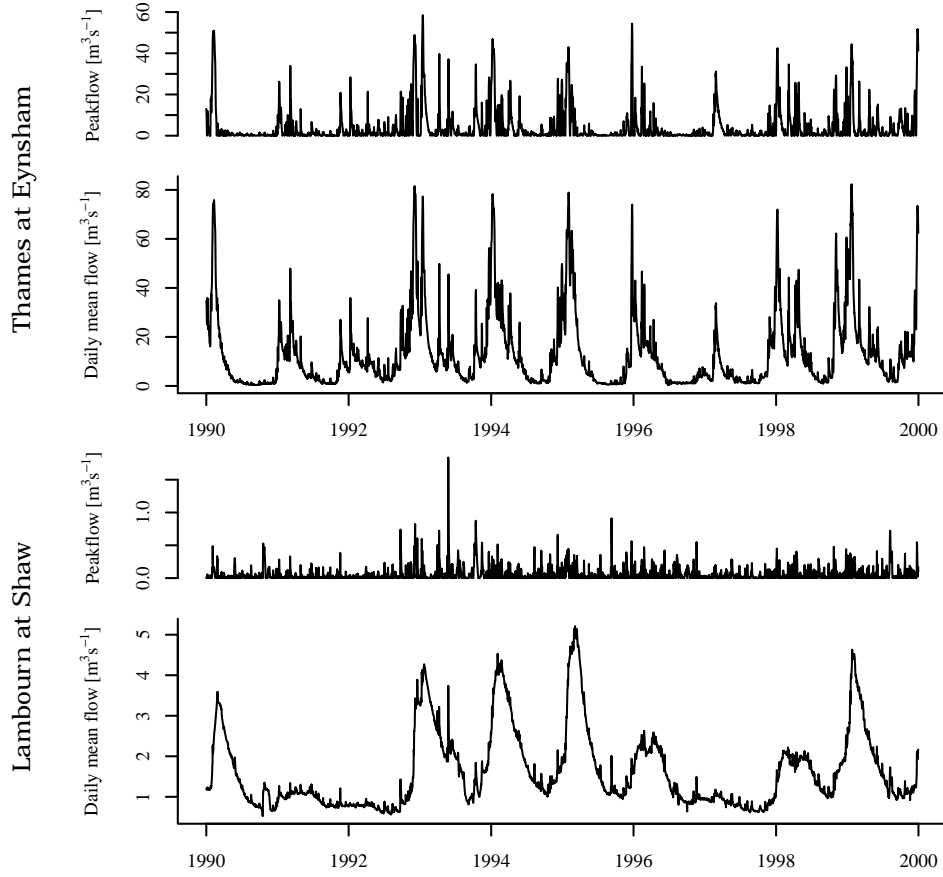 Thames at Eynsham
Peakflow [m³s⁻¹]
0 20 40 60
Daily mean flow [m³s⁻¹]
0 20 40 60 80
1990 1992 1994 1996 1998 2000
Lambourn at Shaw
Peakflow [m³s⁻¹]
0.0 1.0
Daily mean flow [m³s⁻¹]
1 2 3 4 5
1990 1992 1994 1996 1998 2000